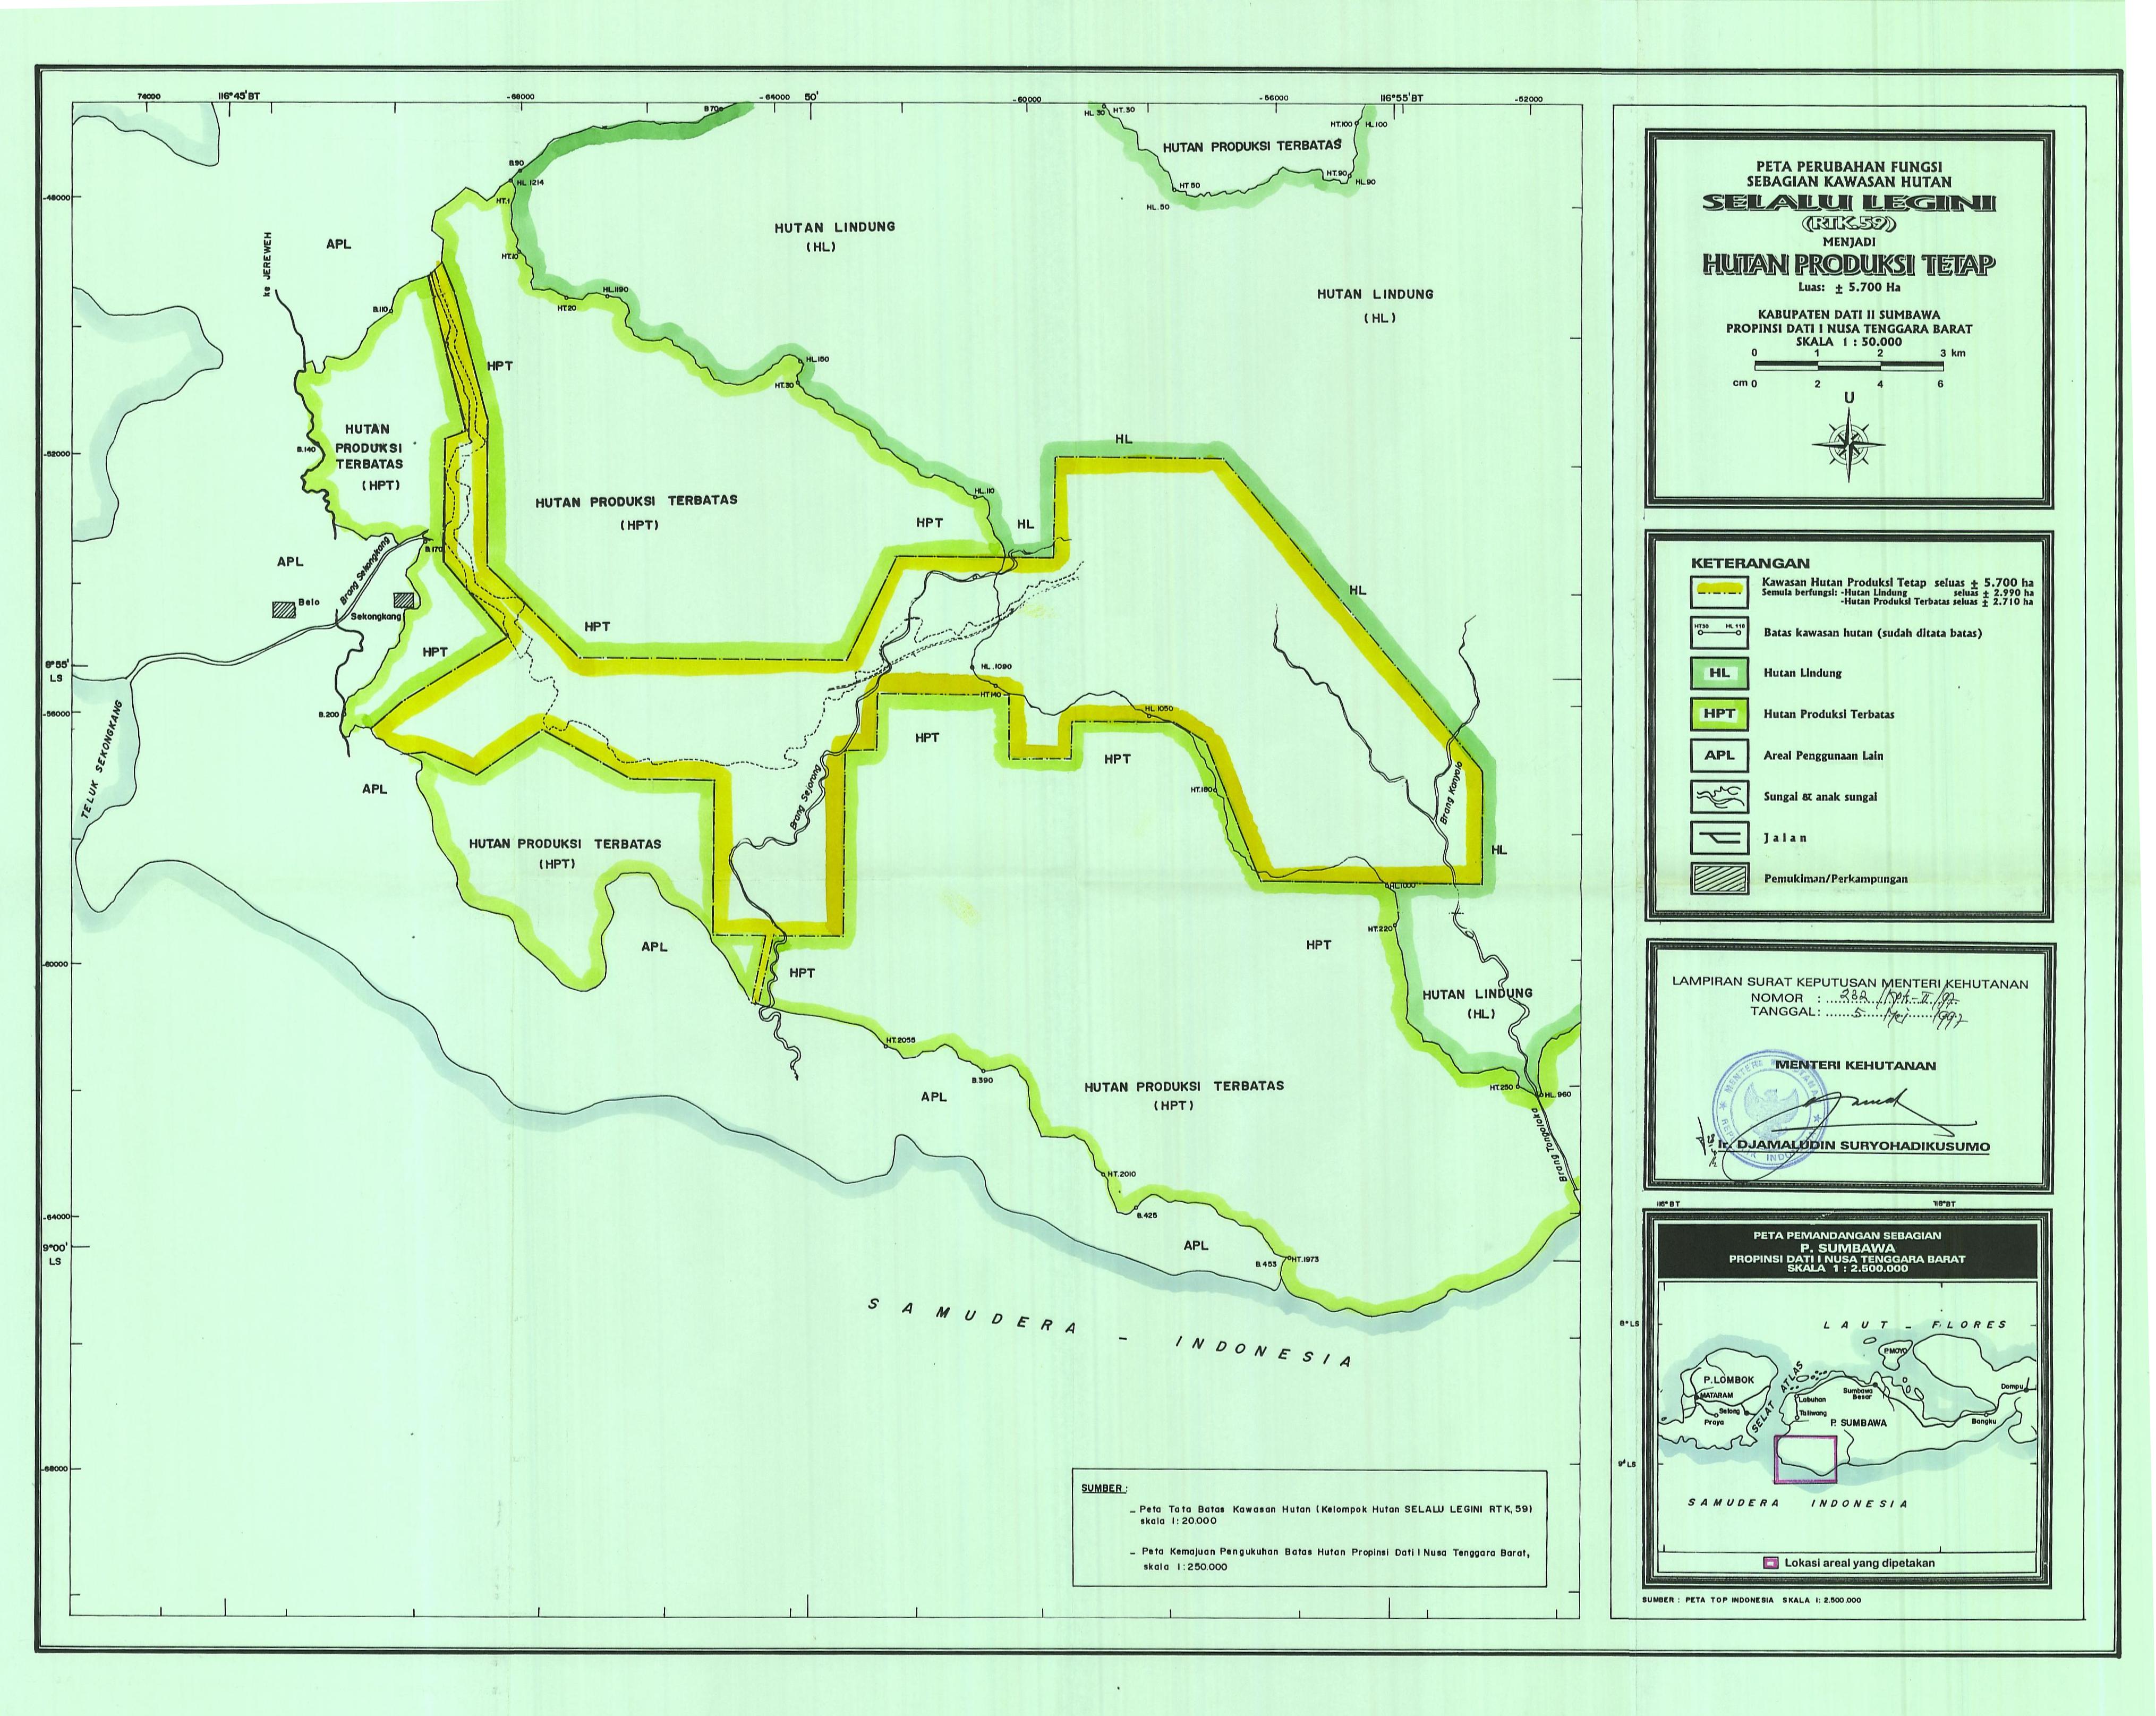 74000
116°45' BT
-68000
B70
-64000
50'
-60000
-56000
116°55' BT
-52000
HL 30
HT.30
HT.100
HL.100
HUTAN PRODUKSI TERBATAS
HT.90
HL.90
HT 50
HL.50
B.90
HL.1214
HT.1
-48000
HUTAN LINDUNG
(HL)
APL
ke JEREWEH
HT.10
HL.1190
HT.20
B.110
HUTAN LINDUNG
(HL)
HPT
HL.150
HT.30
HUTAN
PRODUKSI
TERBATAS
(HPT)
B.140
-52000
HL
HL.110
HUTAN PRODUKSI TERBATAS
(HPT)
HPT
HL
B.170
APL
Brang Sekongkang
HL
Belo
Sekongkang
HPT
HPT
8°55'
LS
HL.1080
HT 140
B.200
-56000
HL.1050
TELUK SEKONGKANG
HPT
HPT
APL
Brang Sejorong
HT.180
Brang Kanyolo
HUTAN PRODUKSI TERBATAS
(HPT)
HL
HL.1000
HT.220
APL
HPT
-60000
HPT
HUTAN LINDUNG
(HL)
HT.2055
B.390
APL
HUTAN PRODUKSI TERBATAS
(HPT)
HT.250
HL.960
Brang Tongoloka
HT.2010
B.425
-64000
9°00'
LS
APL
B.453
HT.1973
SAMUDERA - INDONESIA
-68000
SUMBER :
– Peta Tata Batas Kawasan Hutan (Kelompok Hutan SELALU LEGINI RTK, 59)
skala 1: 20.000
– Peta Kemajuan Pengukuhan Batas Hutan Propinsi Dati I Nusa Tenggara Barat,
skala 1: 250.000
PETA PERUBAHAN FUNGSI
SEBAGIAN KAWASAN HUTAN
SELALU LEGINI
(RTK.59)
MENJADI
HUTAN PRODUKSI TETAP
Luas: ± 5.700 Ha
KABUPATEN DATI II SUMBAWA
PROPINSI DATI I NUSA TENGGARA BARAT
SKALA 1 : 50.000
0 1 2 3 km
cm 0 2 4 6
U
KETERANGAN
Kawasan Hutan Produksi Tetap seluas ± 5.700 ha
Semula berfungsi: -Hutan Lindung seluas ± 2.990 ha
-Hutan Produksi Terbatas seluas ± 2.710 ha
HT50 HL 110
Batas kawasan hutan (sudah ditata batas)
HL
Hutan Lindung
HPT
Hutan Produksi Terbatas
APL
Areal Penggunaan Lain
Sungai & anak sungai
Jalan
Pemukiman/Perkampungan
LAMPIRAN SURAT KEPUTUSAN MENTERI KEHUTANAN
NOMOR : 282/Kpts-II/97
TANGGAL: 5 Mei 1997
MENTERI KEHUTANAN
Ir. DJAMALUDIN SURYOHADIKUSUMO
116° BT
118° BT
PETA PEMANDANGAN SEBAGIAN
P. SUMBAWA
PROPINSI DATI I NUSA TENGGARA BARAT
SKALA 1 : 2.500.000
8° LS
LAUT – FLORES
P.MOYO
P.LOMBOK
MATARAM
Selong
Praya
SELAT ATLAS
Labuhan
Taliwang
Sumbawa
Besar
P. SUMBAWA
Dompu
Bangku
9° LS
SAMUDERA INDONESIA
Lokasi areal yang dipetakan
SUMBER : PETA TOP INDONESIA SKALA 1: 2.500.000